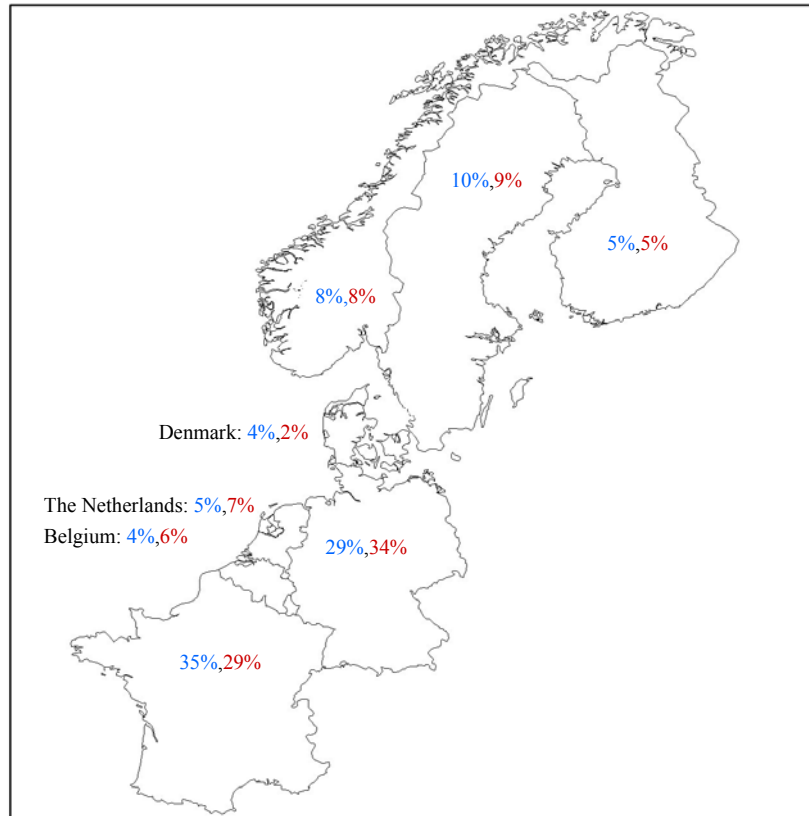 10%,9%
5%,5%
8%,8%
Denmark: 4%,2%
The Netherlands: 5%,7%
Belgium: 4%,6%
29%,34%
35%,29%